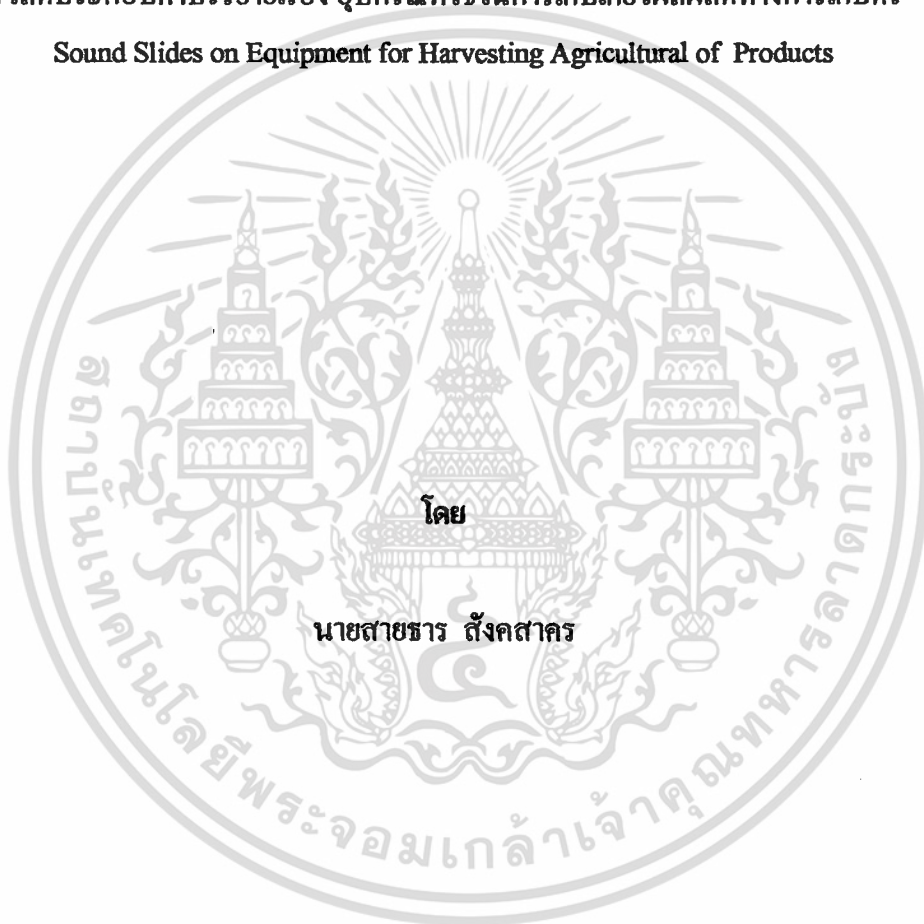 Sound Slides on Equipment for Harvesting Agricultural of Products
โดย
นายสายธาร สังคสาคร
สถาบันเทคโนโลยีพระจอมเกล้าเจ้าคุณทหารลาดกระบัง